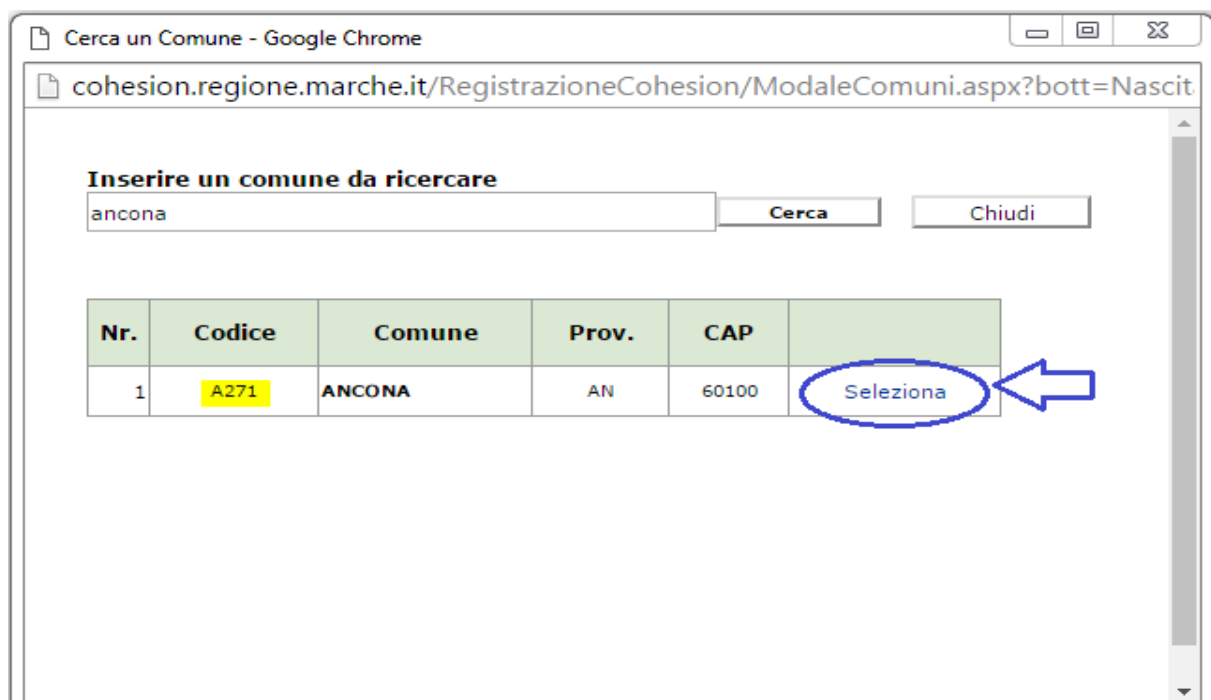 Cerca un Comune - Google Chrome
cohesion.regione.marche.it/RegistrazioneCohesion/ModaleComuni.aspx?bott=Nascit
Inserire un comune da ricercare
ancona Cerca Chiudi
Nr. Codice Comune Prov. CAP
1 A271 ANCONA AN 60100 Seleziona